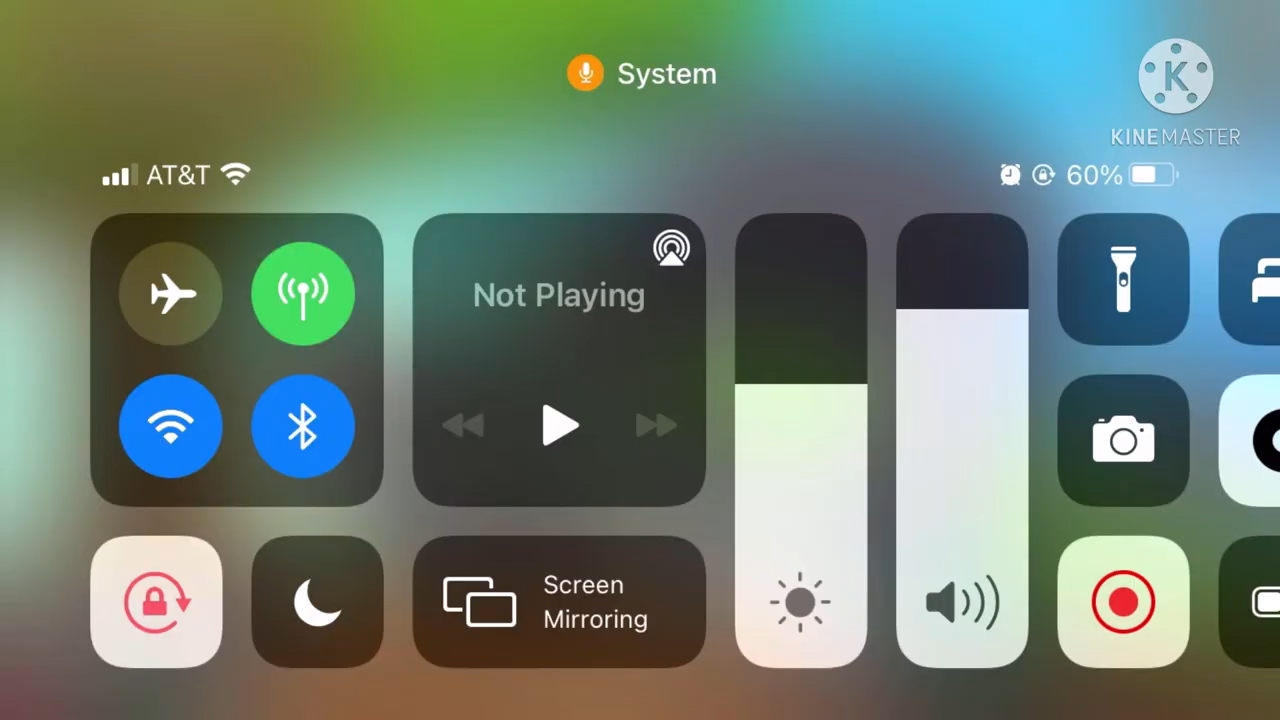 System
K
KINEMASTER
AT&T
60%
Not Playing
Screen
Mirroring